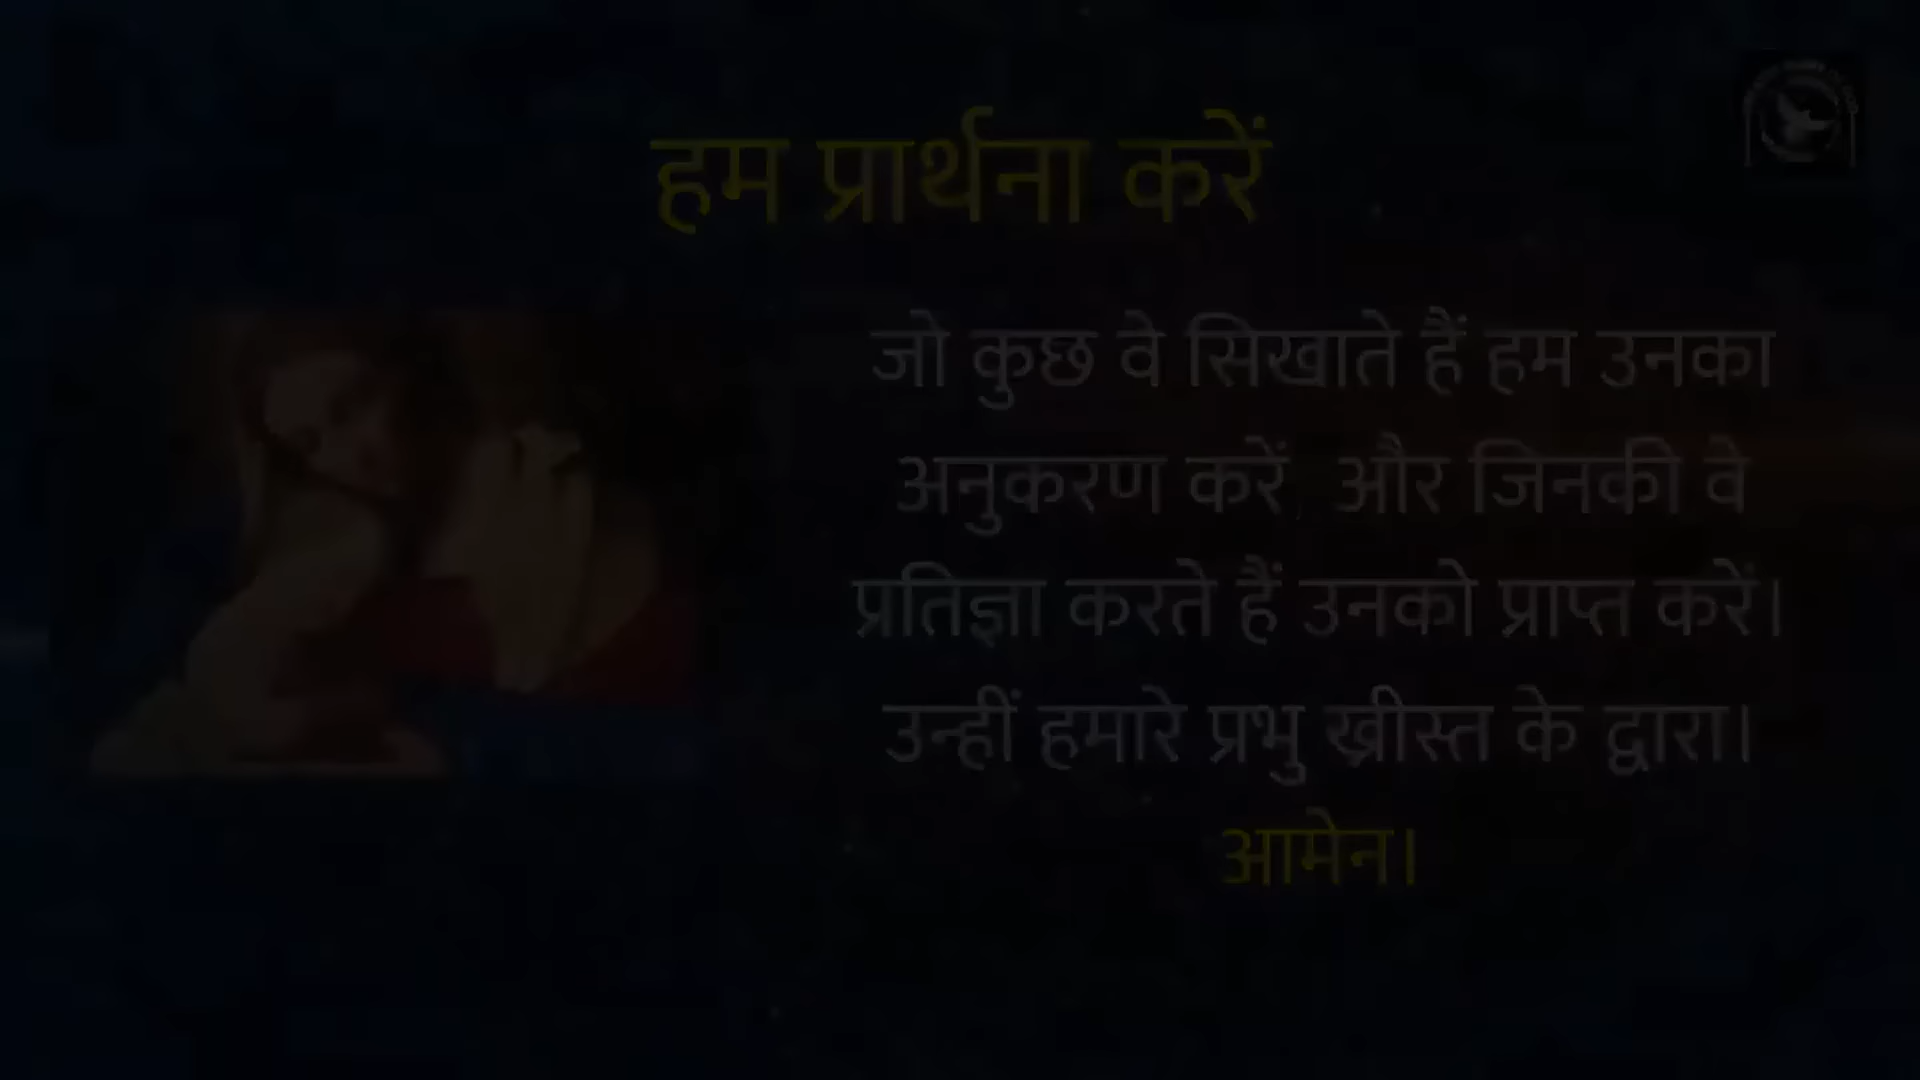 हम प्रार्थना करें
जो कुछ वे सिखाते हैं हम उनका
अनुकरण करें, और जिनकी वे
प्रतिज्ञा करते हैं उनको प्राप्त करें।
उन्हीं हमारे प्रभु ख्रीस्त के द्वारा।
आमेन।